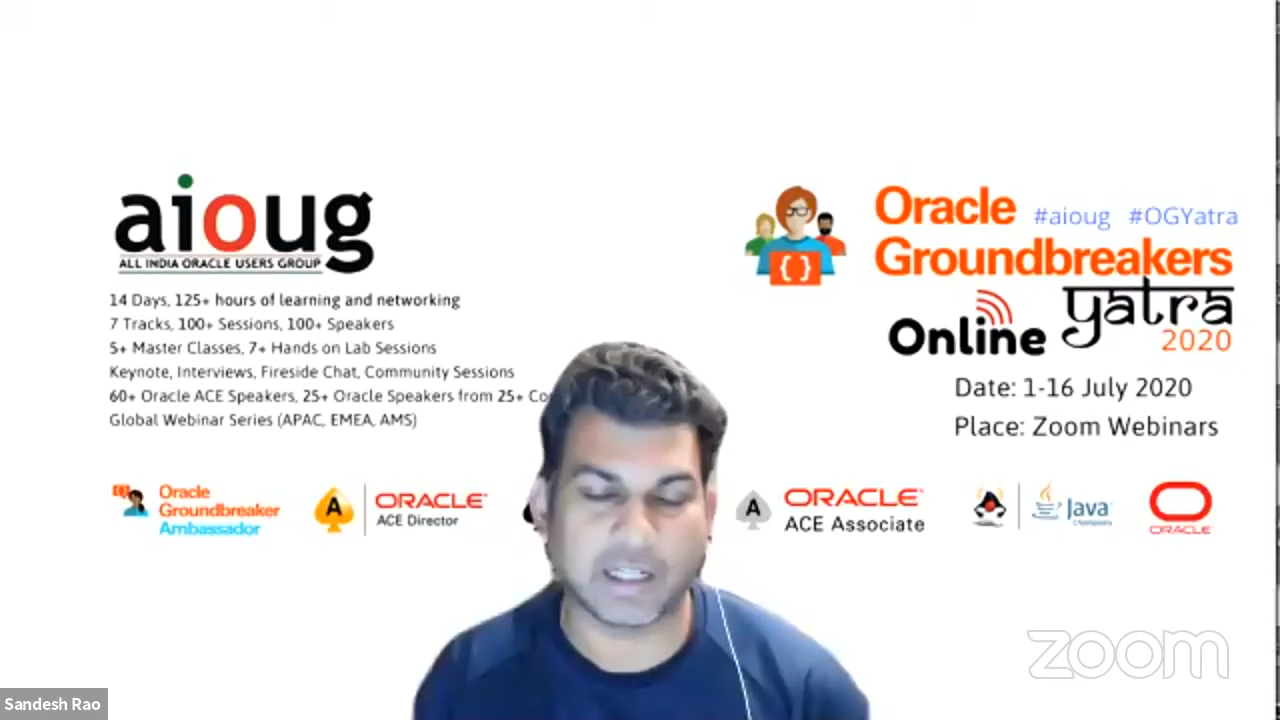 aioug
ALL INDIA ORACLE USERS GROUP
14 Days, 125+ hours of learning and networking
7 Tracks, 100+ Sessions, 100+ Speakers
5+ Master Classes, 7+ Hands on Lab Sessions
Keynote, Interviews, Fireside Chat, Community Sessions
60+ Oracle ACE Speakers, 25+ Oracle Speakers from 25+ Co
Global Webinar Series (APAC, EMEA, AMS)
Oracle #aioug #OGYatra
Groundbreakers
Online yatra
2020
Date: 1-16 July 2020
Place: Zoom Webinars
Oracle
Groundbreaker
Ambassador
A
ORACLE
ACE Director
A
ORACLE
ACE Associate
Java
Champions
ORACLE
zoom
Sandesh Rao